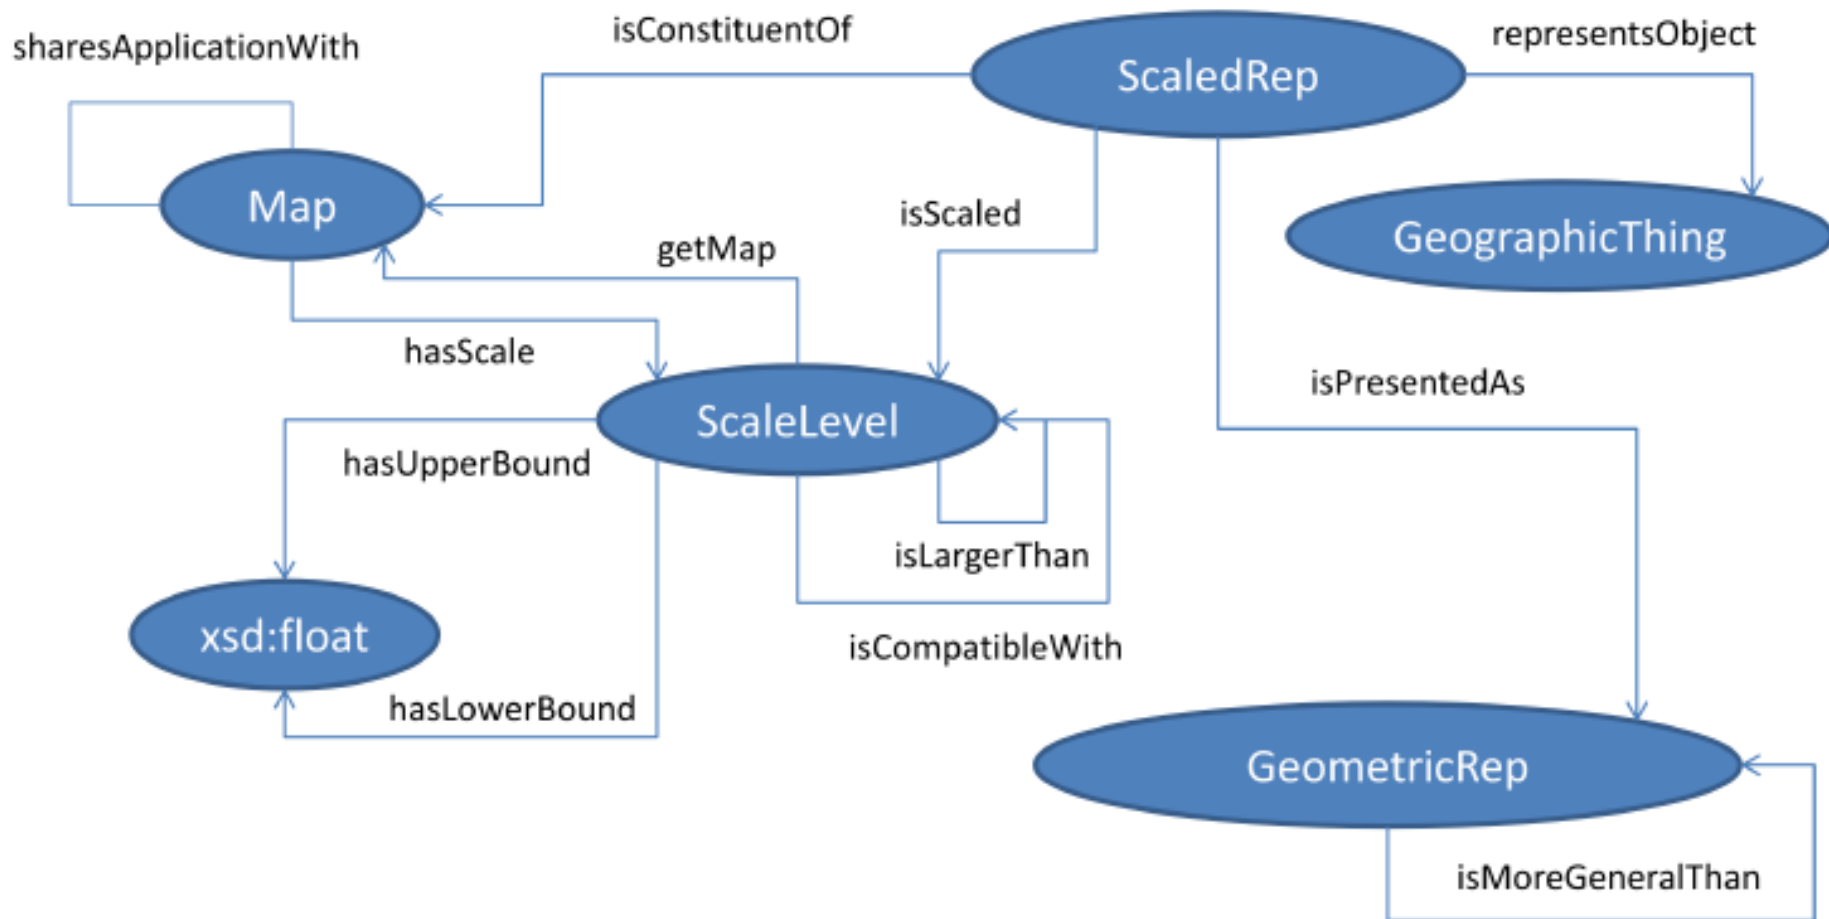 isConstituentOf
representsObject
sharesApplicationWith
ScaledRep
Map
isScaled
GeographicThing
getMap
hasScale
isPresentedAs
ScaleLevel
hasUpperBound
isLargerThan
xsd:float
isCompatibleWith
hasLowerBound
GeometricRep
isMoreGeneralThan